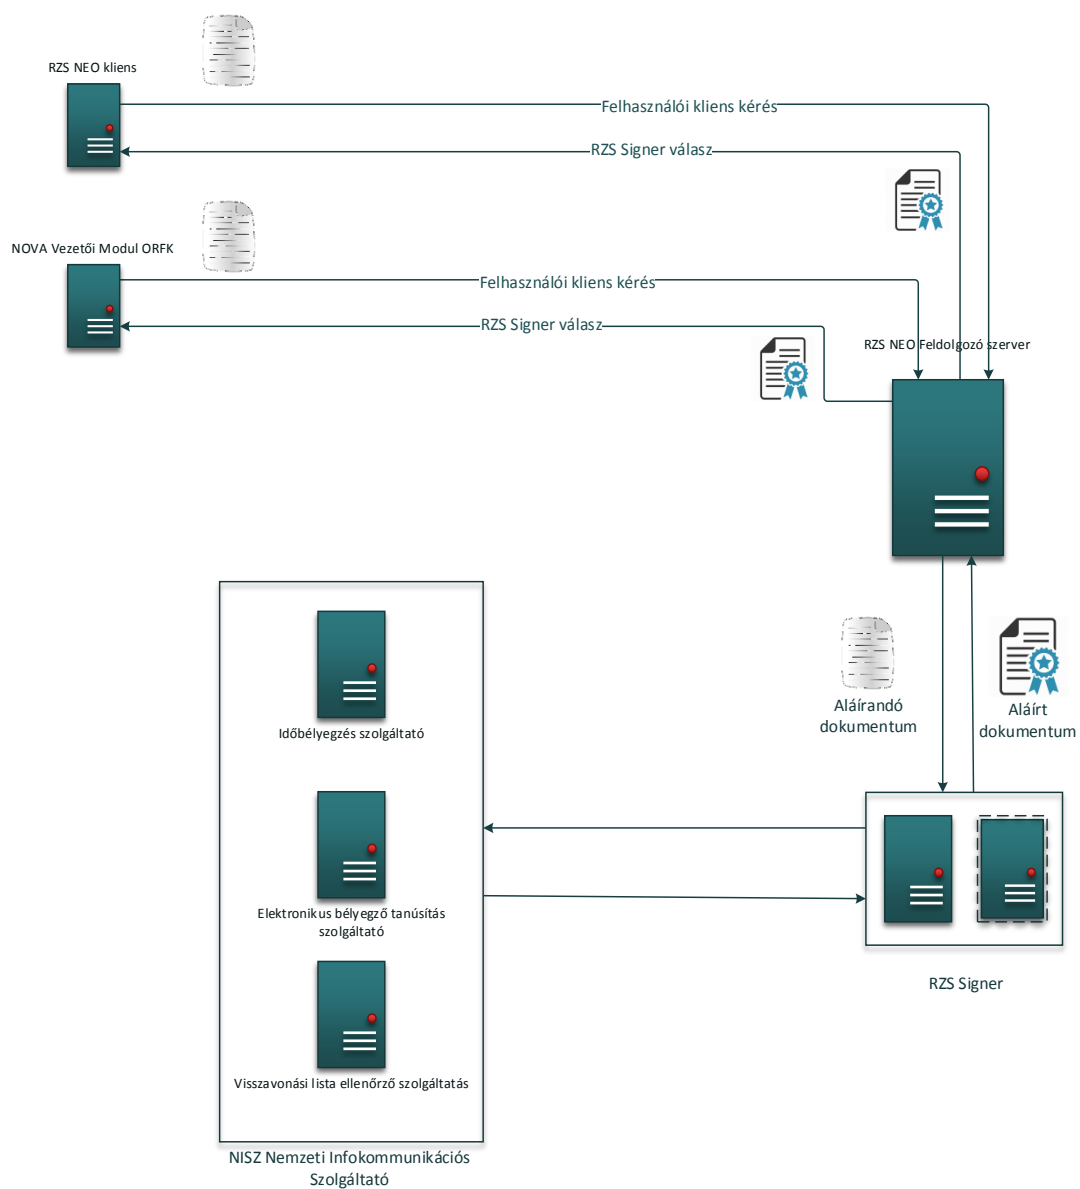 RZS NEO kliens
Felhasználói kliens kérés
RZS Signer válasz
NOVA Vezetői Modul ORFK
Felhasználói kliens kérés
RZS Signer válasz
RZS NEO Feldolgozó szerver
Aláírandó
dokumentum
Aláírt
dokumentum
Időbélyegzés szolgáltató
Elektronikus bélyegző tanúsítás
szolgáltató
RZS Signer
Visszavonási lista ellenőrző szolgáltatás
NISZ Nemzeti Infokommunikációs
Szolgáltató